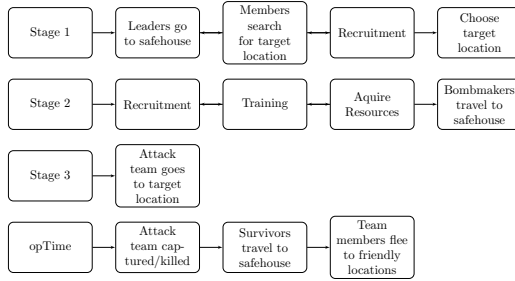 Stage 1
Leaders go
to safehouse
Members
search
for target
location
Recruitment
Choose
target
location
Stage 2
Recruitment
Training
Aquire
Resources
Bombmakers
travel to
safehouse
Stage 3
Attack
team goes
to target
location
opTime
Attack
team cap-
tured/killed
Survivors
travel to
safehouse
Team
members flee
to friendly
locations